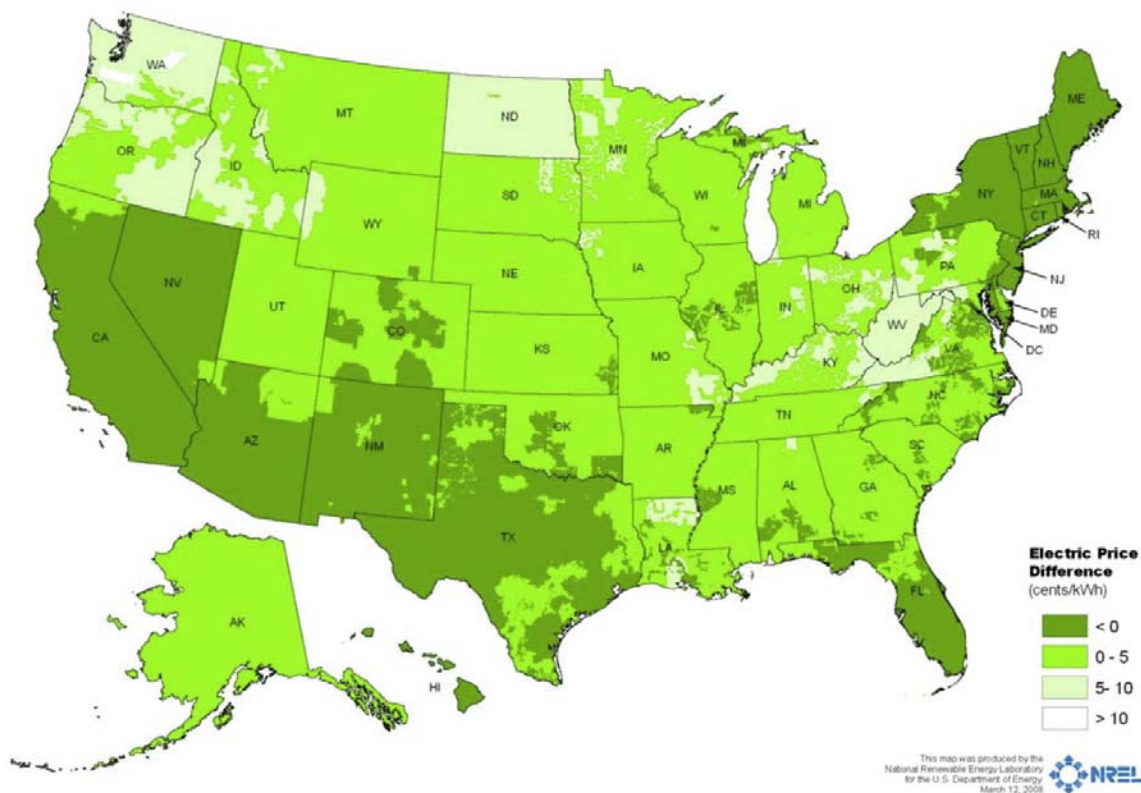 WA
MT
ND
MN
OR
ID
SD
WY
WI
MI
MI
ME
VT
NH
NY
MA
CT
RI
NV
UT
CO
NE
IA
IL
IN
OH
PA
NJ
DE
MD
DC
CA
KS
MO
KY
WV
VA
AZ
NM
OK
AR
TN
NC
SC
TX
LA
MS
AL
GA
FL
AK
HI
Electric Price
Difference
(cents/kWh)
< 0
0 - 5
5- 10
> 10
This map was produced by the
National Renewable Energy Laboratory
for the U.S. Department of Energy
March 12, 2008
NREL